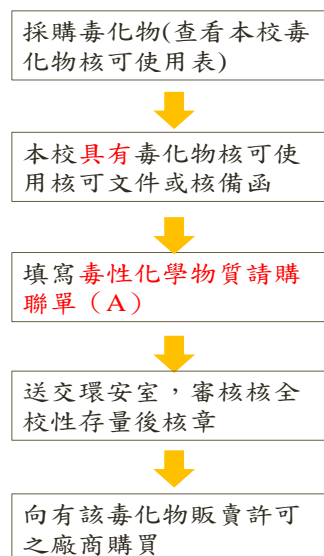 採購毒化物(查看本校毒
化物核可使用表)
本校具有毒化物核可使
用核可文件或核備函
填寫毒性化學物質請購
聯單（A）
送交環安室，審核核全
校性存量後核章
向有該毒化物販賣許可
之廠商購買